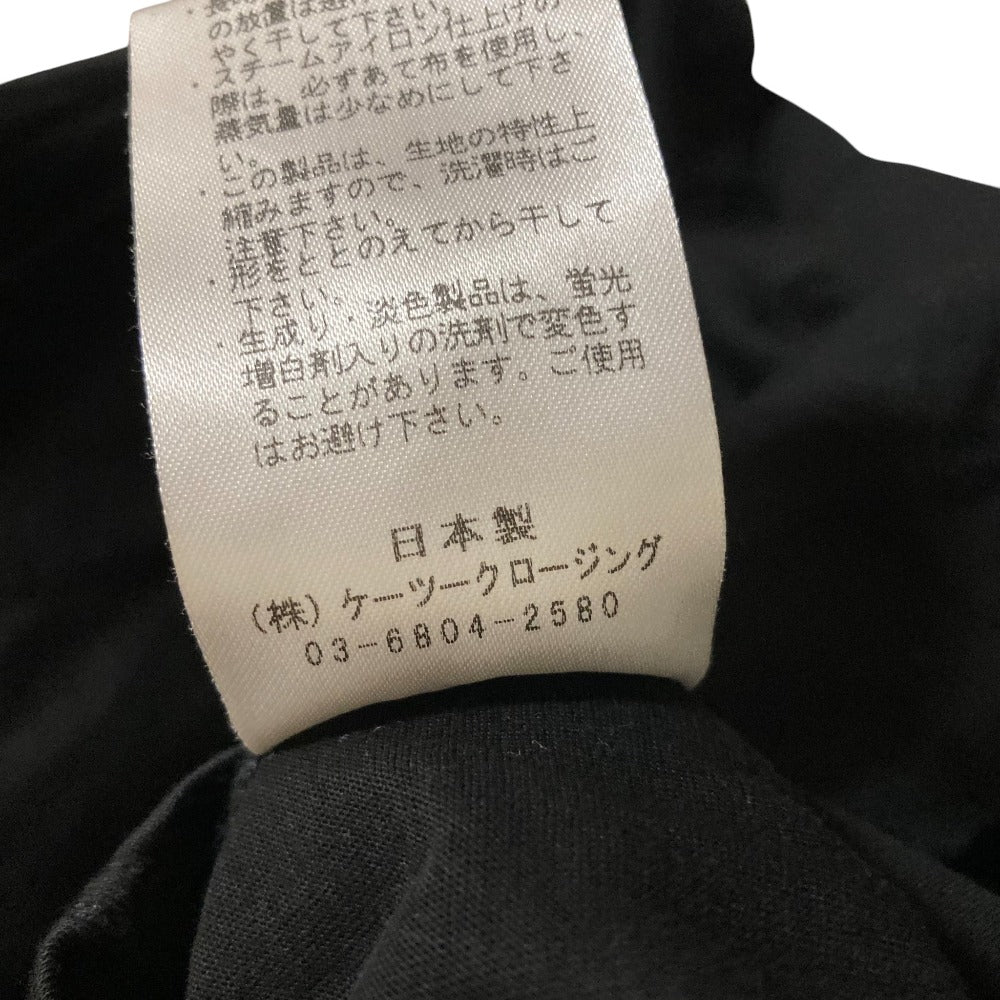 の放置は避け
やく干して下さい。
・スチームアイロン仕上げの
際は、必ずあて布を使用し、
蒸気量は少なめにして下さ
い。
・この製品は、生地の特性上
縮みますので、洗濯時はご
注意下さい。
・形をととのえてから干して
下さい。
・生成り・淡色製品は、蛍光
増白剤入りの洗剤で変色す
ることがあります。ご使用
はお避け下さい。
日本製
(株)ケーツークロージング
03-6804-2580